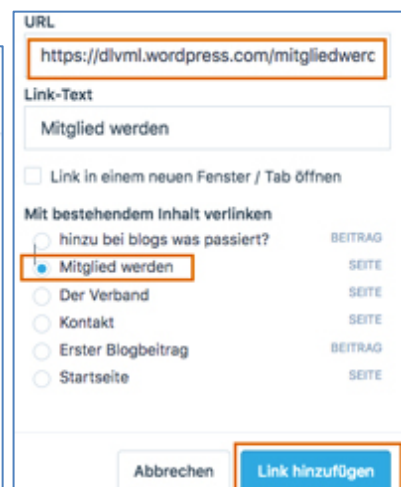 URL
https://dlvml.wordpress.com/mitgliedwerc
Link-Text
Mitglied werden
Link in einem neuen Fenster / Tab öffnen
Mit bestehendem Inhalt verlinken
hinzu bei blogs was passiert? BEITRAG
Mitglied werden SEITE
Der Verband SEITE
Kontakt SEITE
Erster Blogbeitrag BEITRAG
Startseite SEITE
Abbrechen Link hinzufügen